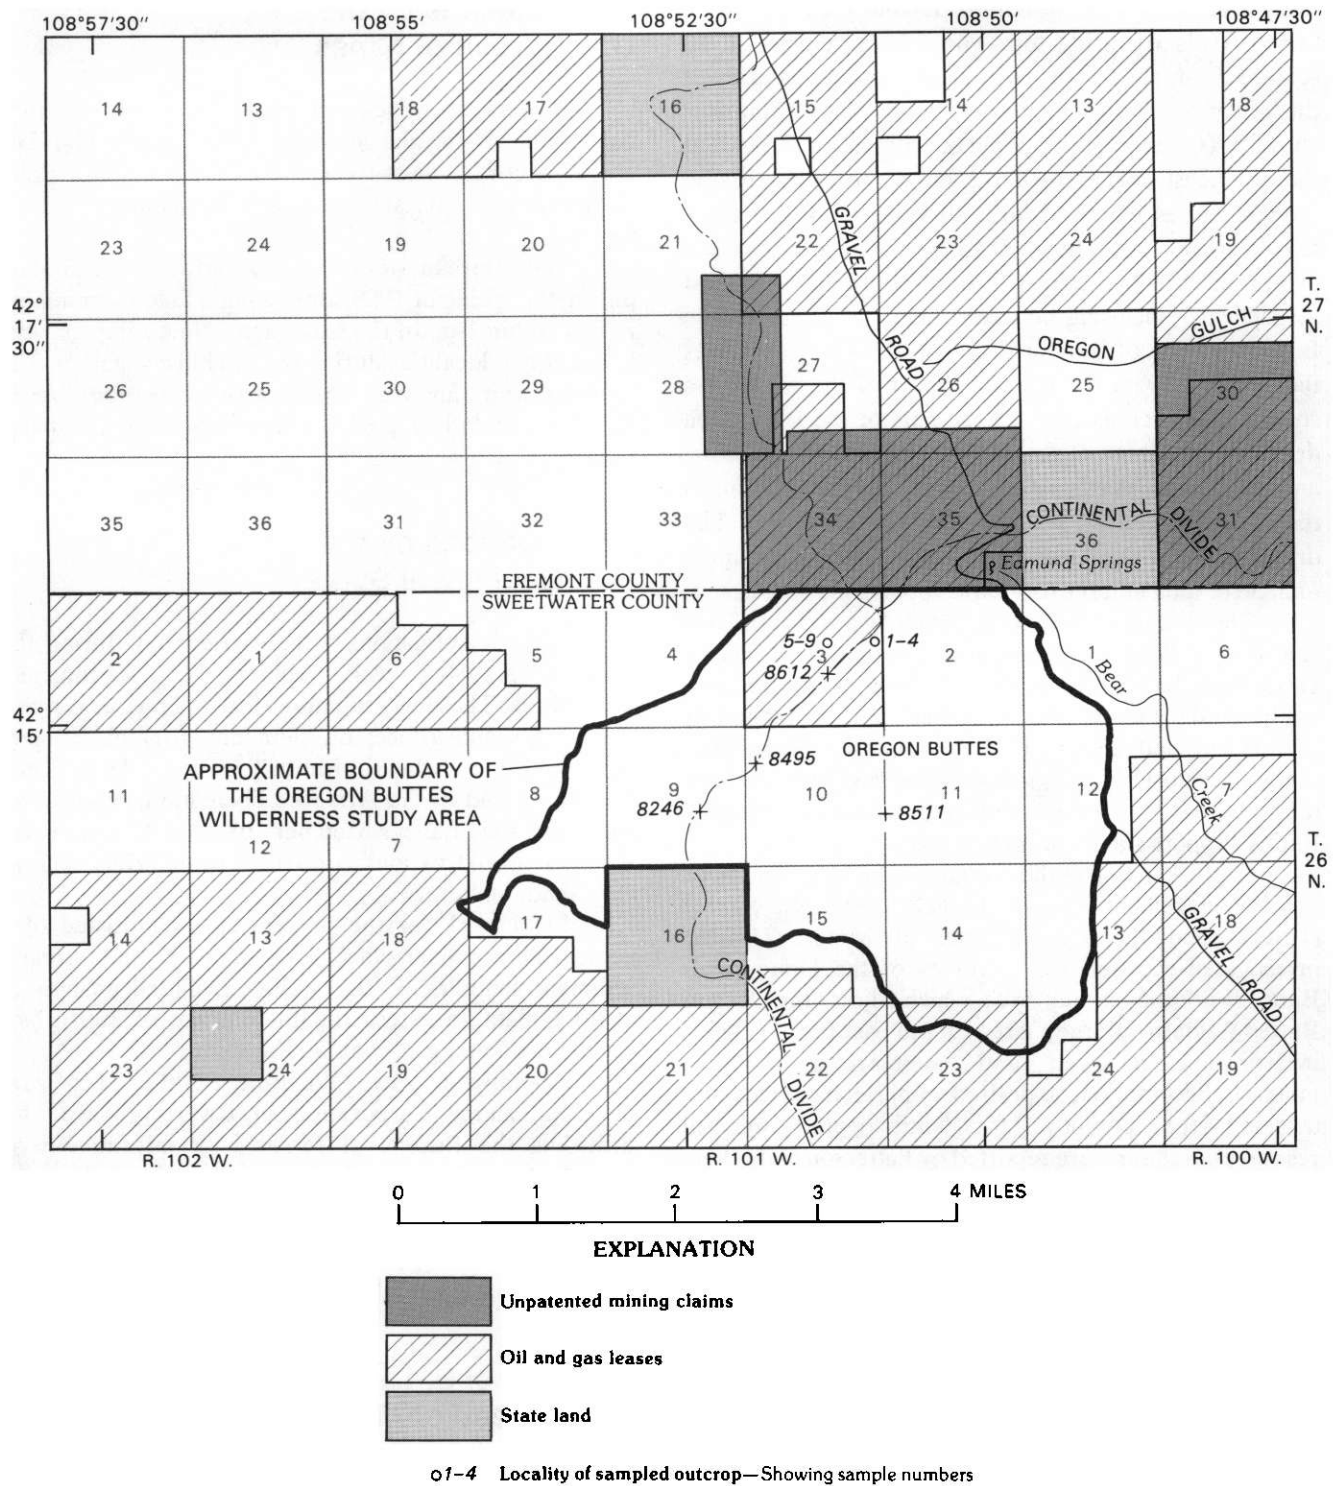 108°57'30" 108°55' 108°52'30" 108°50' 108°47'30"
14 13 18 17 16 15 14 13 18
GRAVEL
23 24 19 20 21 22 23 24 19
T.
27
N.
42°
17'
30"
ROAD
OREGON
GULCH
26 25 30 29 28 27 26 25 30
35 36 31 32 33 34 35 36 31
CONTINENTAL
DIVIDE
Edmund Springs
FREMONT COUNTY
SWEETWATER COUNTY
5-9
1-4
2 1 6 5 4 3 2 1 6
8612
Bear
42°
15'
OREGON BUTTES
8495
APPROXIMATE BOUNDARY OF
THE OREGON BUTTES
WILDERNESS STUDY AREA
11 12 7 8 9 10 11 12 7
8246
8511
Creek
T.
26
N.
14 13 18 17 16 15 14 13 18
GRAVEL
ROAD
CONTINENTAL
DIVIDE
23 24 19 20 21 22 23 24 19
R. 102 W. R. 101 W. R. 100 W.
0 1 2 3 4 MILES
EXPLANATION
Unpatented mining claims
Oil and gas leases
State land
1-4 Locality of sampled outcrop—Showing sample numbers